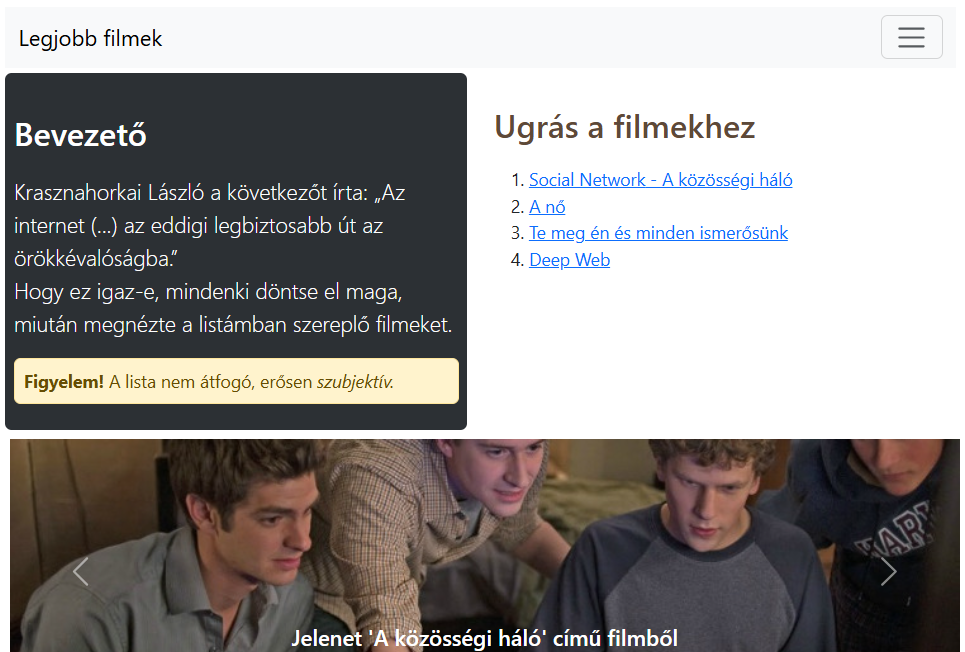 Legjobb filmek
Bevezető
Krasznahorkai László a következőt írta: „Az
internet (...) az eddigi legbiztosabb út az
örökkévalóságba.”
Hogy ez igaz-e, mindenki döntse el maga,
miután megnézte a listámban szereplő filmeket.
Figyelem! A lista nem átfogó, erősen szubjektív.
Ugrás a filmekhez
1. Social Network - A közösségi háló
2. A nő
3. Te meg én és minden ismerősünk
4. Deep Web
Jelenet 'A közösségi háló' című filmből